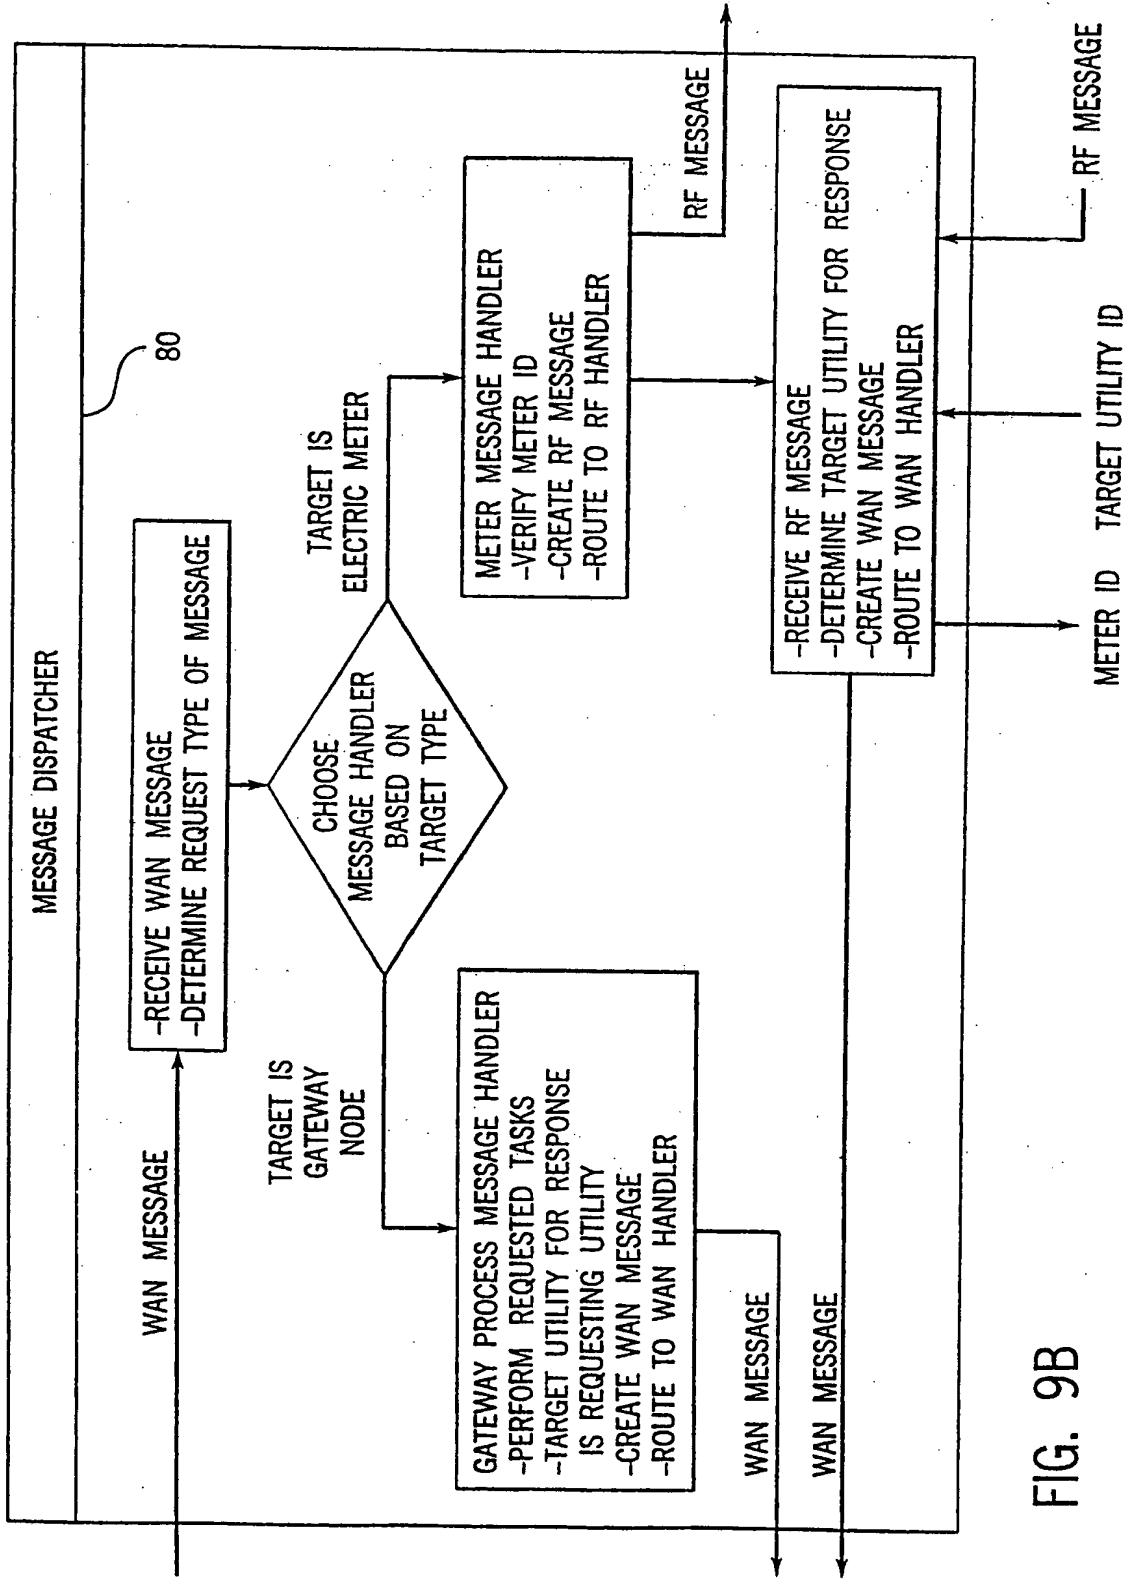 MESSAGE DISPATCHER
80
WAN MESSAGE
-RECEIVE WAN MESSAGE
-DETERMINE REQUEST TYPE OF MESSAGE
TARGET IS
GATEWAY
NODE
CHOOSE
MESSAGE HANDLER
BASED ON
TARGET TYPE
TARGET IS
ELECTRIC METER
GATEWAY PROCESS MESSAGE HANDLER
-PERFORM REQUESTED TASKS
-TARGET UTILITY FOR RESPONSE
IS REQUESTING UTILITY
-CREATE WAN MESSAGE
-ROUTE TO WAN HANDLER
METER MESSAGE HANDLER
-VERIFY METER ID
-CREATE RF MESSAGE
-ROUTE TO RF HANDLER
RF MESSAGE
WAN MESSAGE
WAN MESSAGE
-RECEIVE RF MESSAGE
-DETERMINE TARGET UTILITY FOR RESPONSE
-CREATE WAN MESSAGE
-ROUTE TO WAN HANDLER
METER ID
TARGET UTILITY ID
RF MESSAGE
FIG. 9B